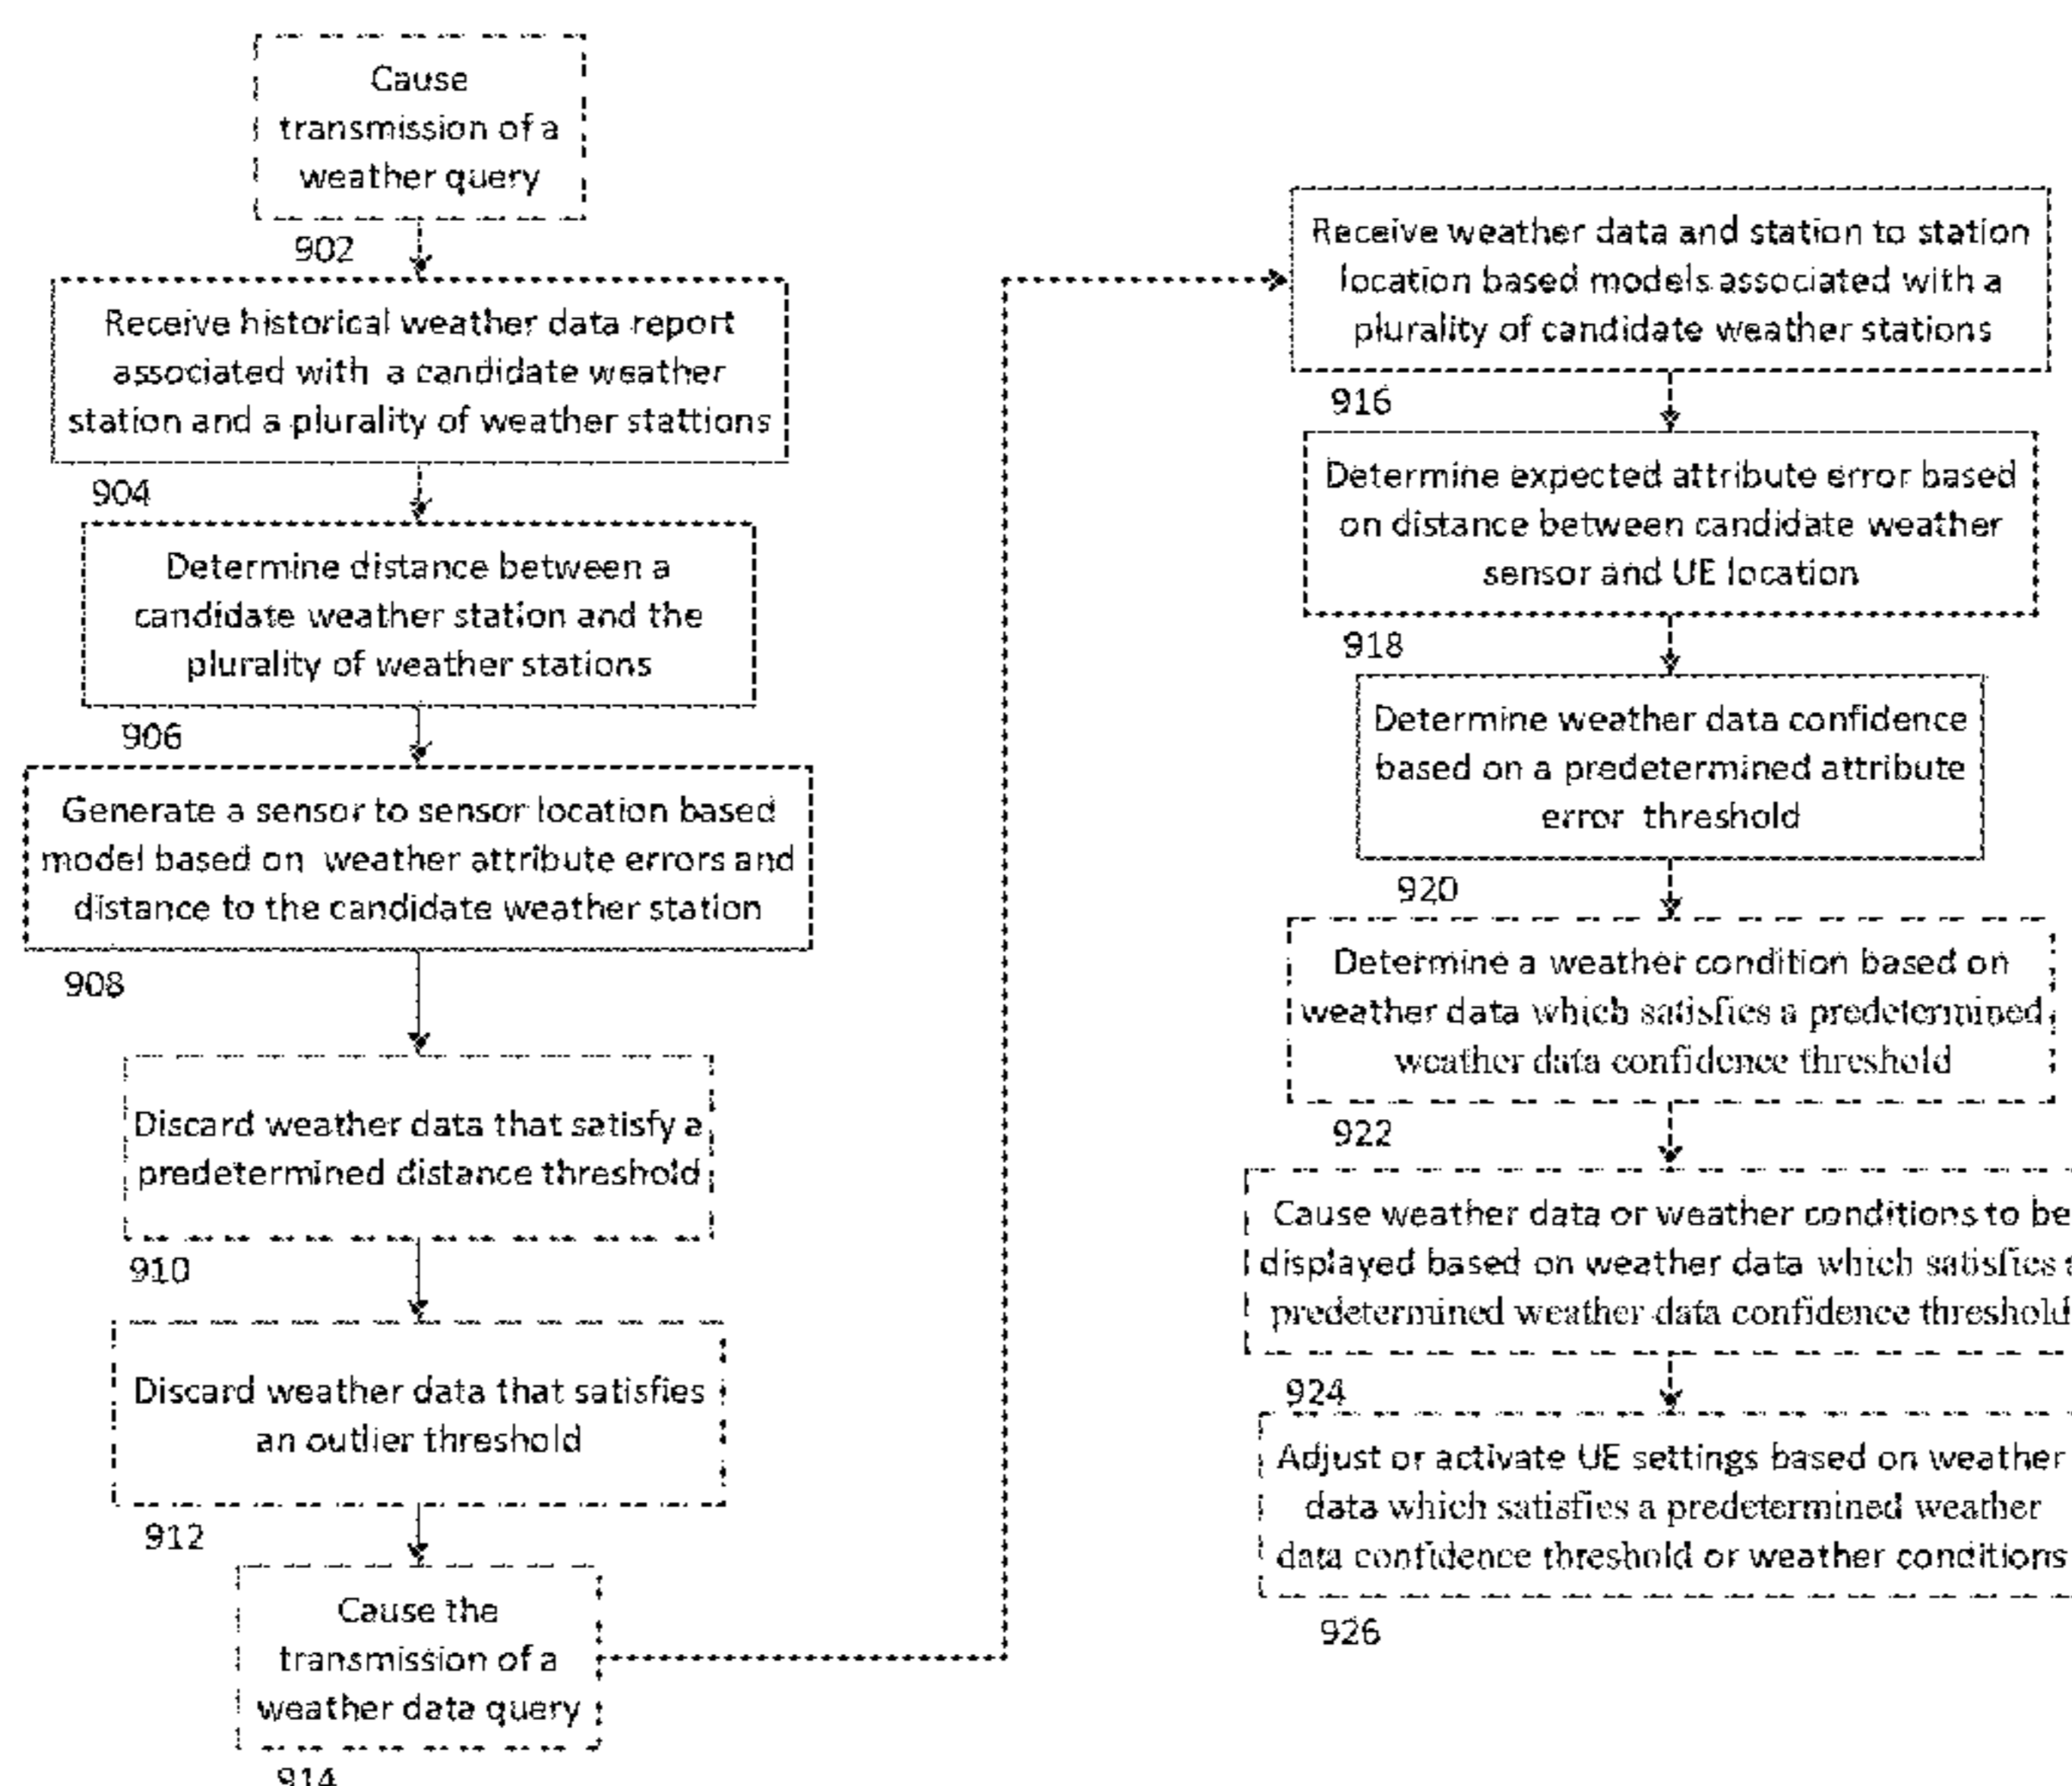 Cause
transmission of a
weather query
902
Receive historical weather data report
associated with a candidate weather
station and a plurality of weather stattions
904
Determine distance between a
candidate weather station and the
plurality of weather stations
906
Generate a sensor to sensor location based
model based on weather attribute errors and
distance to the candidate weather station
908
Discard weather data that satisfy a
predetermined distance threshold
910
Discard weather data that satisfies
an outlier threshold
912
Cause the
transmission of a
weather data query
914
Receive weather data and station to station
location based models associated with a
plurality of candidate weather stations
916
Determine expected attribute error based
on distance between candidate weather
sensor and UE location
918
Determine weather data confidence
based on a predetermined attribute
error threshold
920
Determine a weather condition based on
weather data which satisfies a predetermined
weather data confidence threshold
922
Cause weather data or weather conditions to be
displayed based on weather data which satisfies a
predetermined weather data confidence threshold
924
Adjust or activate UE settings based on weather
data which satisfies a predetermined weather
data confidence threshold or weather conditions
926